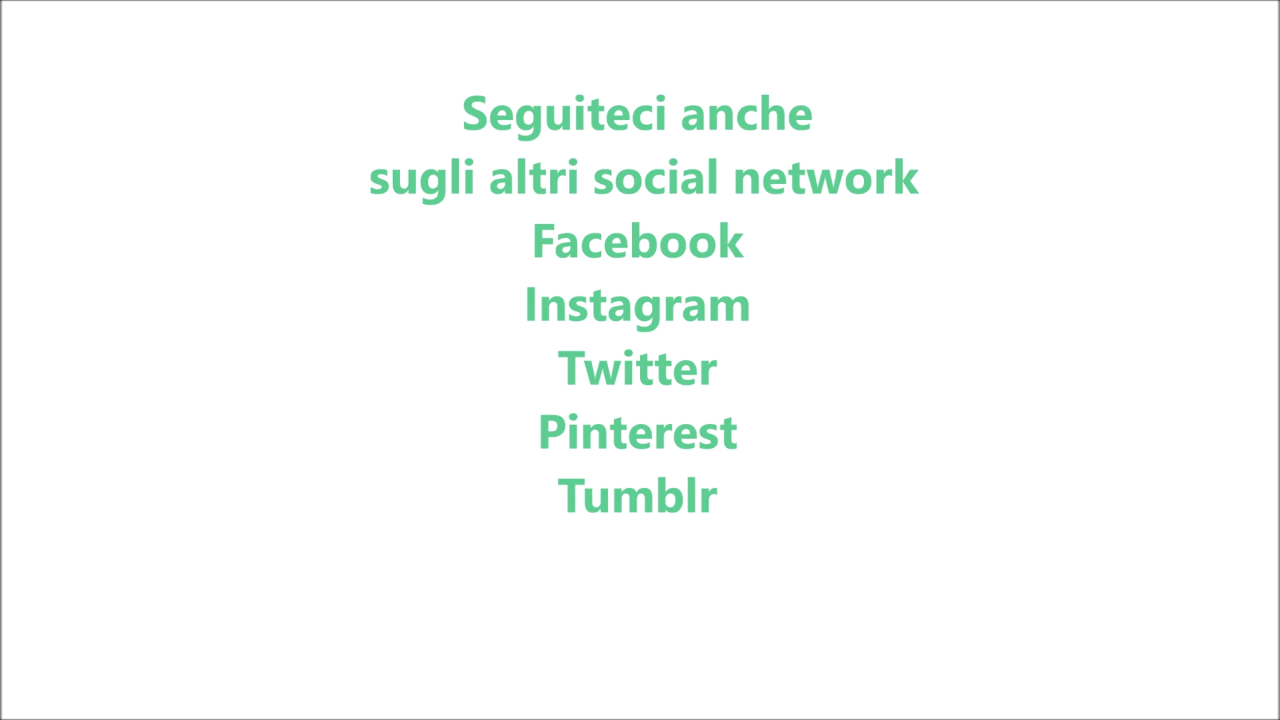 Seguiteci anche
sugli altri social network
Facebook
Instagram
Twitter
Pinterest
Tumblr